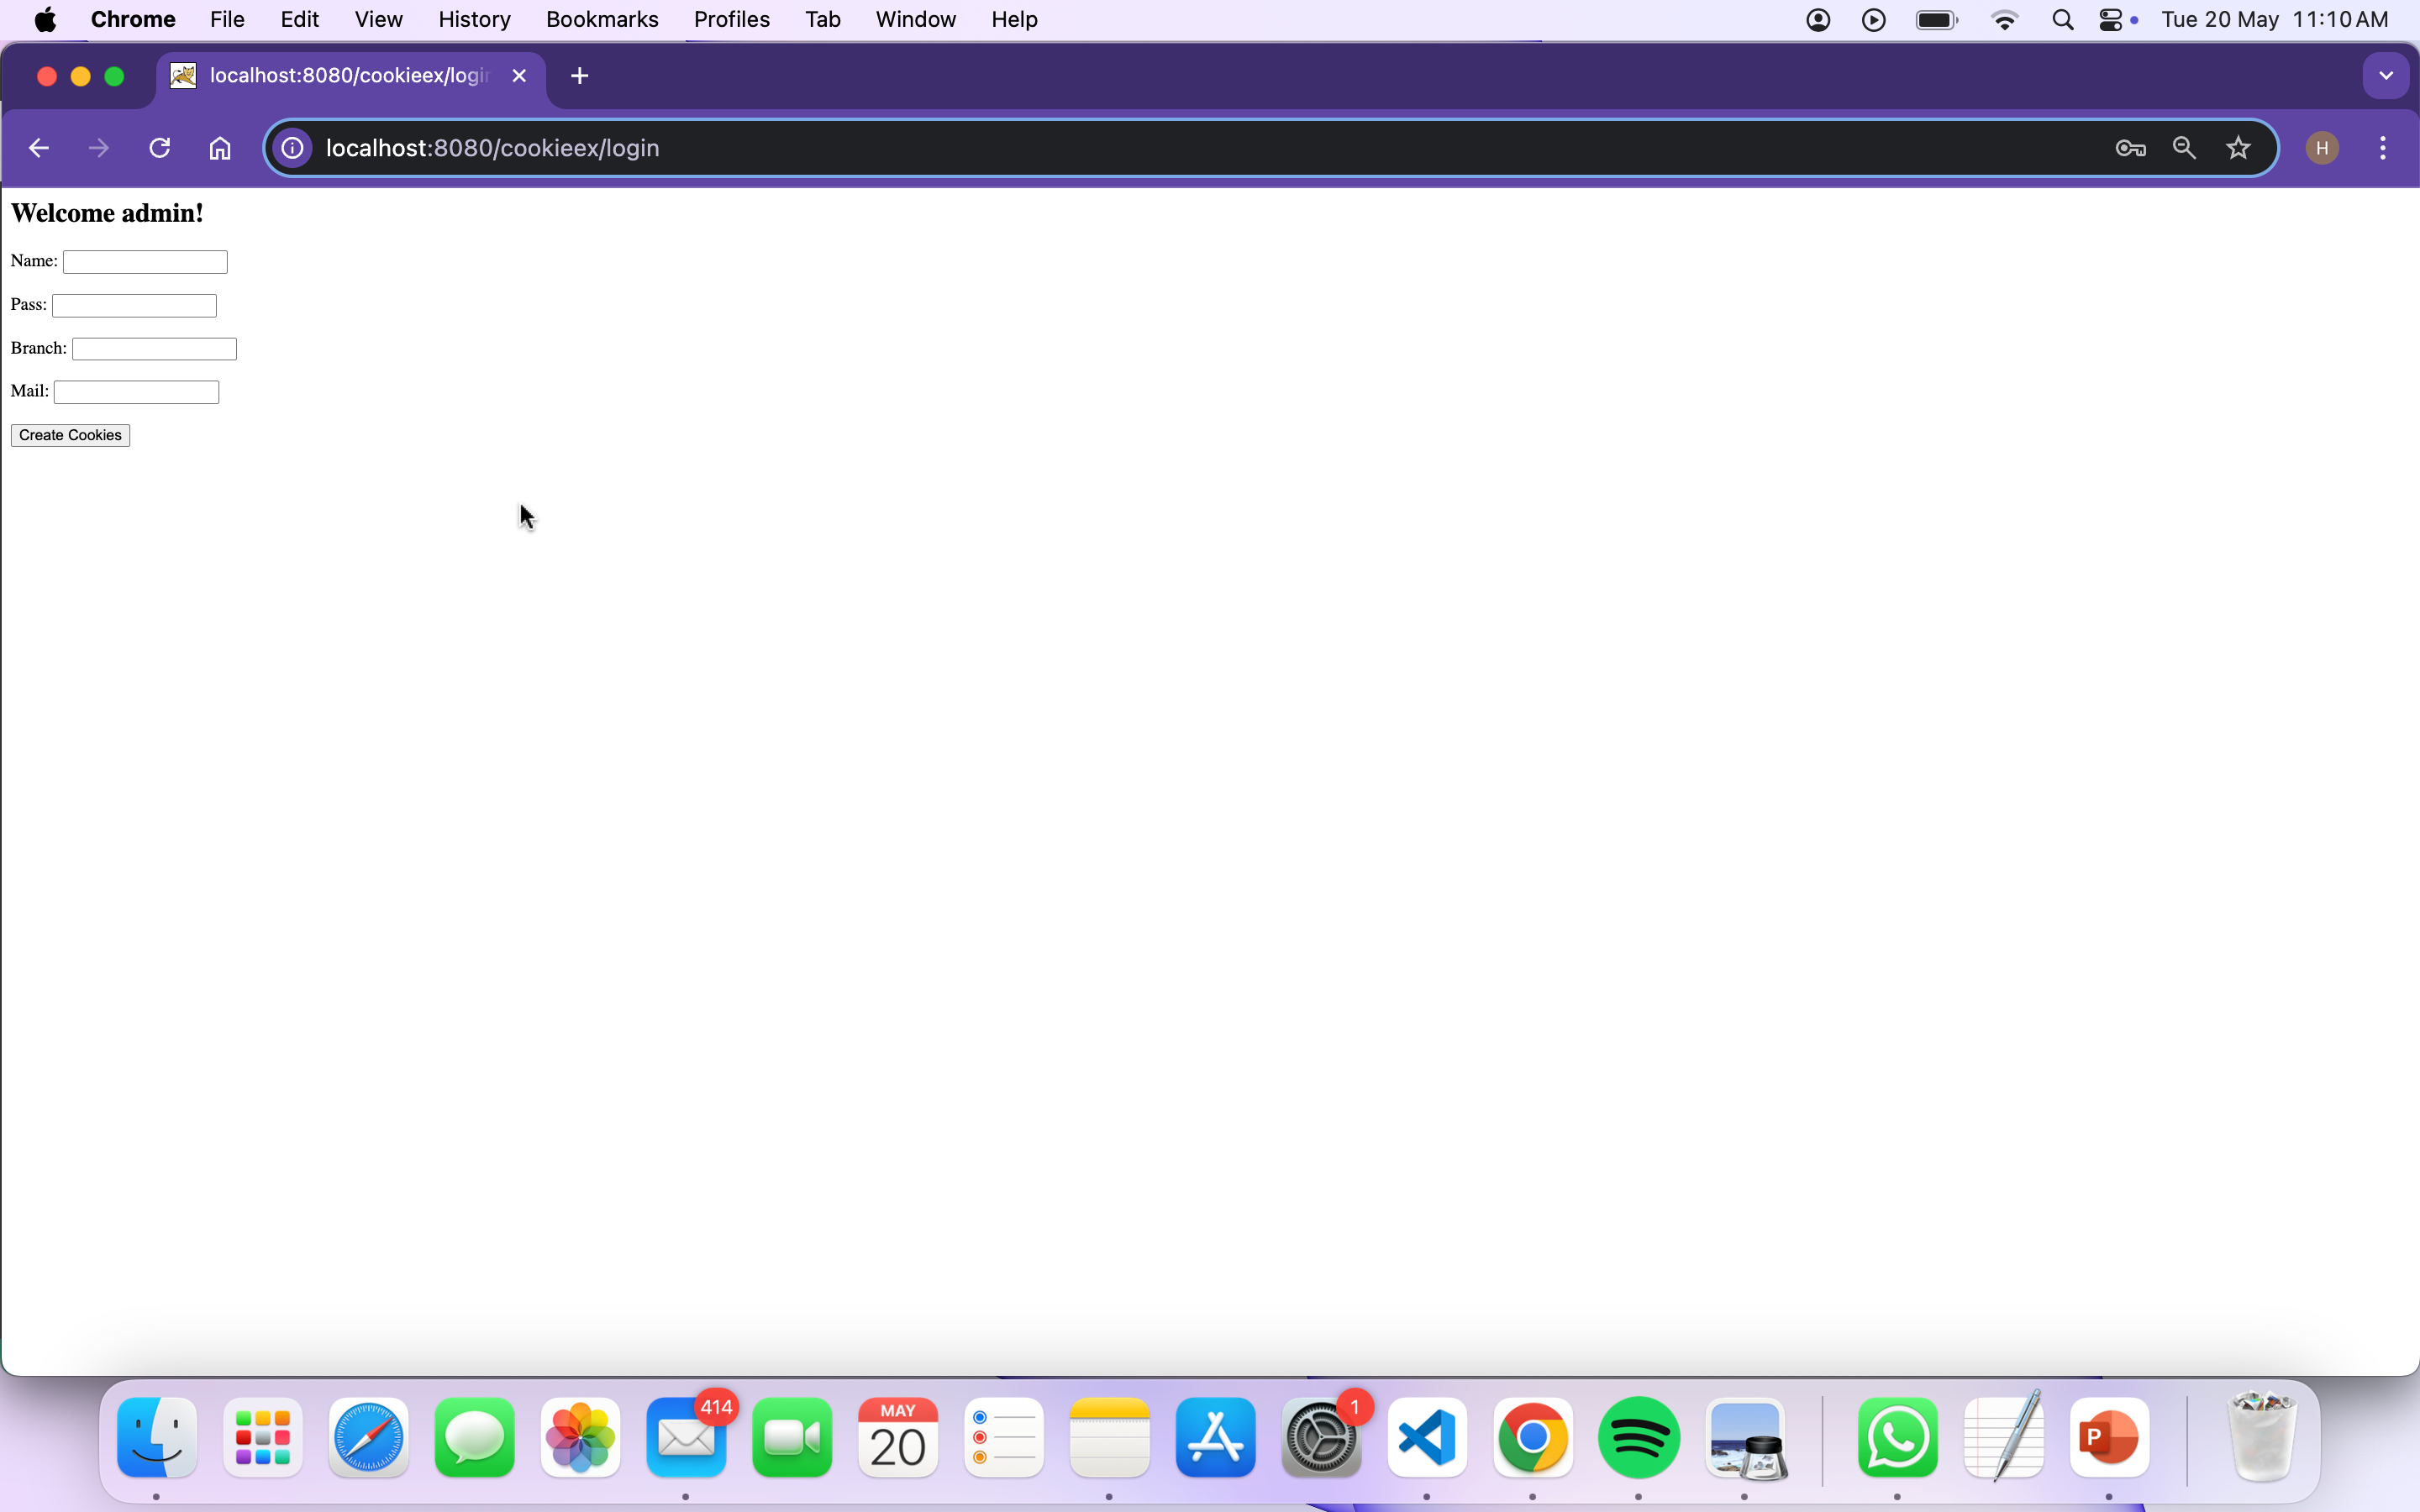 Chrome File Edit View History Bookmarks Profiles Tab Window Help Tue 20 May 11:10 AM
localhost:8080/cookieex/login
localhost:8080/cookieex/login H
Welcome admin!
Name:
Pass:
Branch:
Mail:
Create Cookies
414 MAY 20 1 P